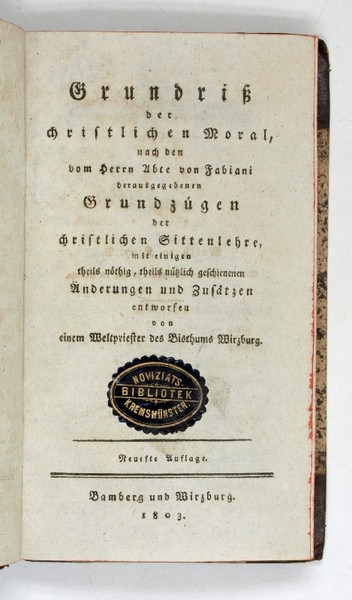 Grundriß
der
christlichen Moral,
nach den
vom Herrn Abte von Fabiani
herausgegebenen
Grundzügen
der
christlichen Sittenlehre,
mit einigen
theils nöthig, theils nützlich geschienenen
Änderungen und Zusätzen
entworfen
von
einem Weltpriester des Bisthums Wirzburg.
NOVIZIATS-
BIBLIOTEK
KREMSMÜNSTER.
Neueste Auflage.
Bamberg und Wirzburg.
1803.